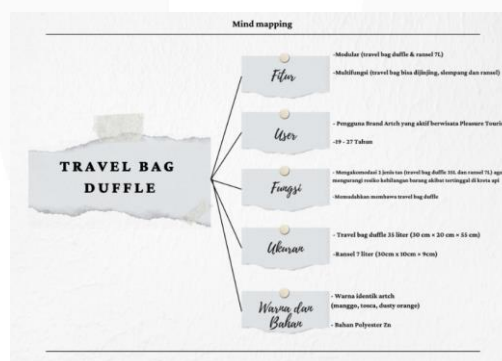 Mind mapping
TRAVEL BAG
DUFFLE
Fitur
-Modular (travel bag duffle & ransel 7L)
-Multifungsi (travel bag bisa dijinjing, slempang dan ransel)
User
- Pengguna Brand Artch yang aktif berwisata Pleasure Touris
-19 - 27 Tahun
Fungsi
-Mengakomodasi 2 jenis tas (travel bag duffle 35L dan ransel 7L) aga
mengurangi resiko kehilangan barang akibat tertinggal di kreta api
-Memudahkan membawa travel bag duffle
Ukuran
- Travel bag duffle 35 liter (30 cm × 20 cm × 55 cm)
-Ransel 7 liter (30cm x 10cm × 9cm)
Warna dan
Bahan
- Warna identik artch
(manggo, tosca, dusty orange)
- Bahan Polyester